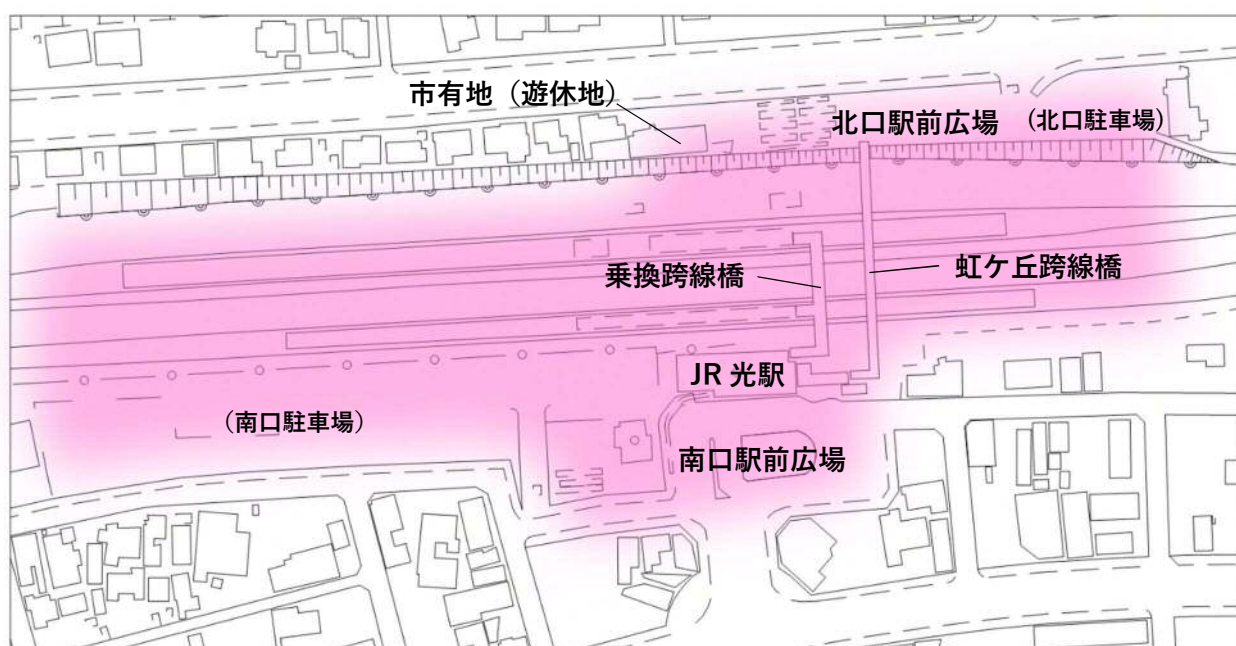 市有地（遊休地）
北口駅前広場 （北口駐車場）
乗換跨線橋
虹ケ丘跨線橋
JR 光駅
（南口駐車場）
南口駅前広場